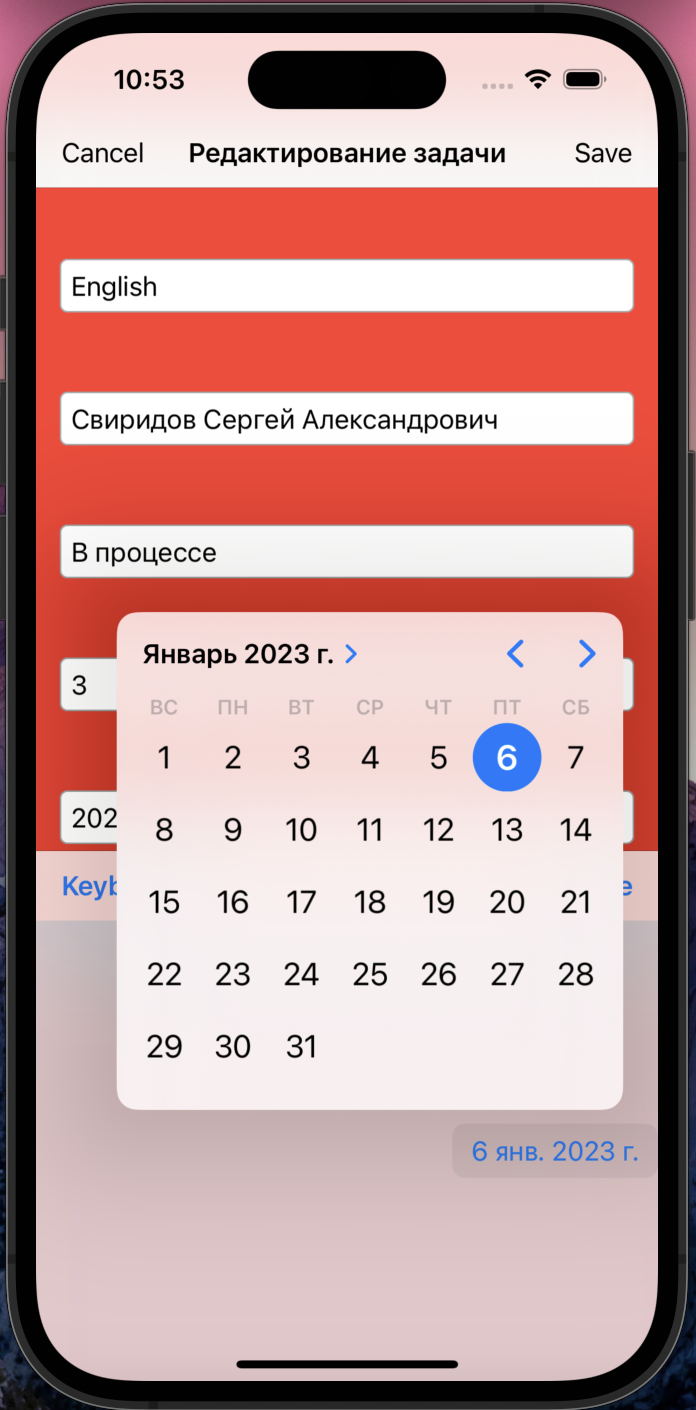 10:53
Cancel Редактирование задачи Save
English
Свиридов Сергей Александрович
В процессе
Январь 2023 г.
3
ВС ПН ВТ СР ЧТ ПТ СБ
1 2 3 4 5 6 7
202
8 9 10 11 12 13 14
Keyb e
15 16 17 18 19 20 21
22 23 24 25 26 27 28
29 30 31
6 янв. 2023 г.